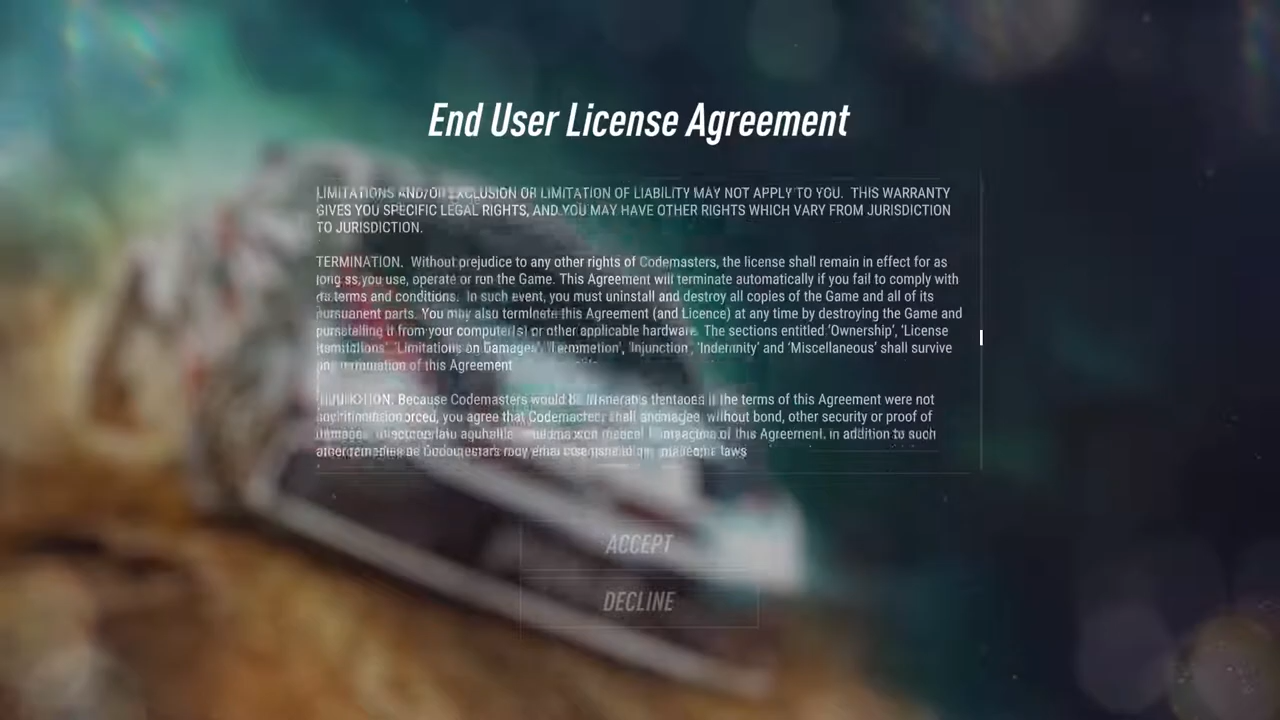 End User License Agreement
LIMITATIONS AND/OR EXCLUSION OR LIMITATION OF LIABILITY MAY NOT APPLY TO YOU. THIS WARRANTY
GIVES YOU SPECIFIC LEGAL RIGHTS, AND YOU MAY HAVE OTHER RIGHTS WHICH VARY FROM JURISDICTION
TO JURISDICTION.
TERMINATION. Without prejudice to any other rights of Codemasters, the license shall remain in effect for as
long as you use, operate or run the Game. This Agreement will terminate automatically if you fail to comply with
terms and conditions. In such event, you must uninstall and destroy all copies of the Game and all of its
parts. You may also terminate this Agreement (and Licence) at any time by destroying the Game and
from your computer(s) or other applicable hardware. The sections entitled ‘Ownership’, ‘License
‘Limitations on Damages’, ‘Injunction’, ‘Indemnity’ and ‘Miscellaneous’ shall survive
of this Agreement
Because Codemasters would the terms of this Agreement were not
you agree that Codemasters shall without bond, other security or proof of
of this Agreement. in addition to such
may laws
ACCEPT
DECLINE